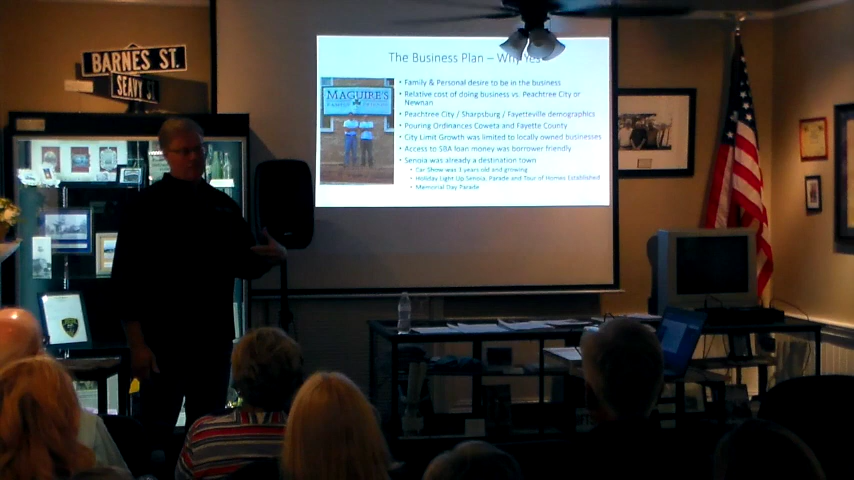 BARNES ST.
SEAVY ST
The Business Plan – Why Yes
MAGUIRE'S
• Family & Personal desire to be in the business
• Relative cost of doing business vs. Peachtree City or
Newnan
• Peachtree City / Sharpsburg / Fayetteville demographics
• Pouring Ordinances Coweta and Fayette County
• City Limit Growth was limited to locally owned businesses
• Access to SBA loan money was borrower friendly
• Senoia was already a destination town
• Car Show was 3 years old and growing
• Holiday Light Up Senoia, Parade and Tour of Homes Established
• Memorial Day Parade